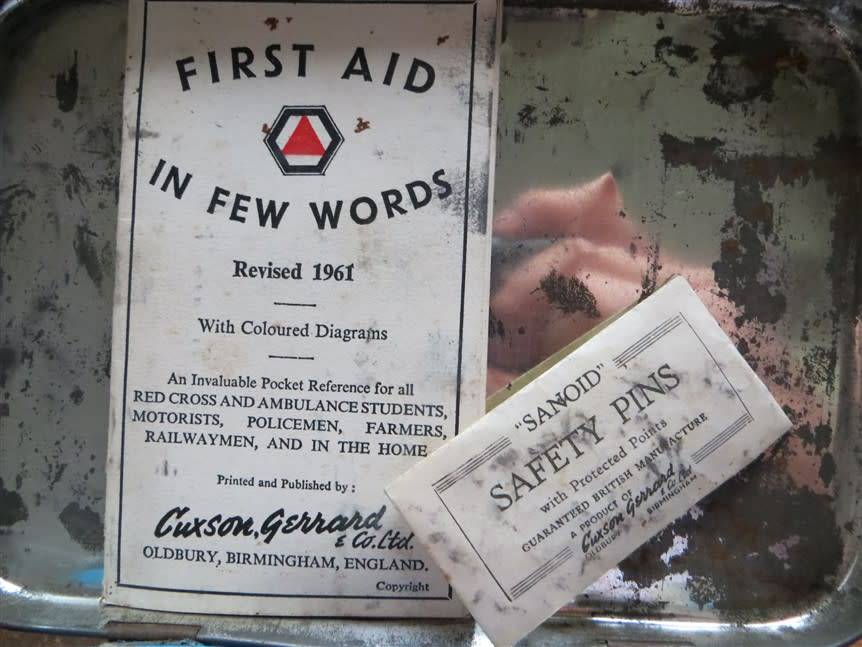 FIRST AID
IN FEW WORDS
Revised 1961
With Coloured Diagrams
An Invaluable Pocket Reference for all
RED CROSS AND AMBULANCE STUDENTS,
MOTORISTS, POLICEMEN, FARMERS,
RAILWAYMEN, AND IN THE HOME
Printed and Published by :
Cuxson, Gerrard
& Co. Ltd.
OLDBURY, BIRMINGHAM, ENGLAND.
Copyright
"SANOID"
SAFETY PINS
with Protected Points
GUARANTEED BRITISH MANUFACTURE
A PRODUCT OF
Cuxson Gerrard & Co Ltd
OLDBURY BIRMINGHAM